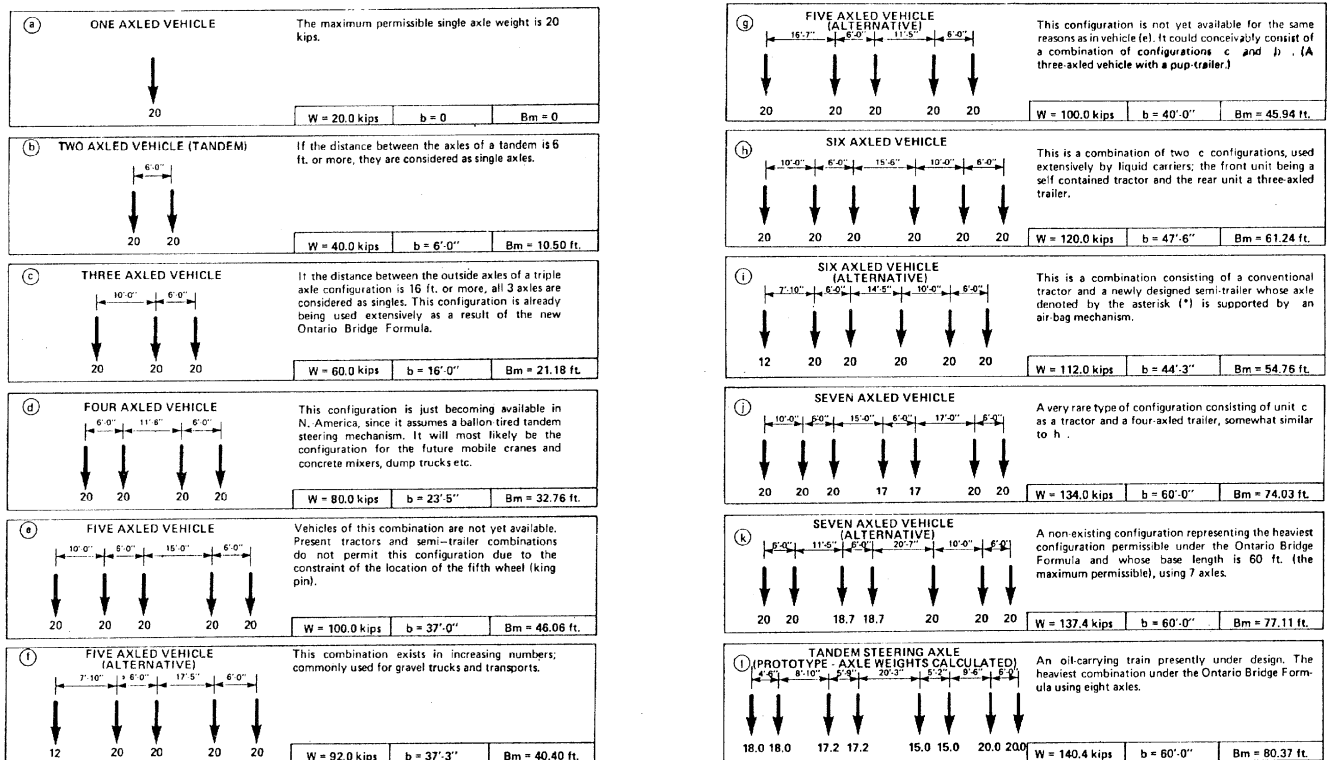 (a) ONE AXLED VEHICLE
The maximum permissible single axle weight is 20
kips.
20
W = 20.0 kips b = 0 Bm = 0
(b) TWO AXLED VEHICLE (TANDEM)
If the distance between the axles of a tandem is 6
ft. or more, they are considered as single axles.
6'-0"
20 20
W = 40.0 kips b = 6'-0" Bm = 10.50 ft.
(c) THREE AXLED VEHICLE
It the distance between the outside axles of a triple
axle configuration is 16 ft. or more, all 3 axles are
considered as singles. This configuration is already
being used extensively as a result of the new
Ontario Bridge Formula.
10'-0" 6'-0"
20 20 20
W = 60.0 kips b = 16'-0" Bm = 21.18 ft.
(d) FOUR AXLED VEHICLE
This configuration is just becoming available in
N. America, since it assumes a ballon-tired tandem
steering mechanism. It will most likely be the
configuration for the future mobile cranes and
concrete mixers, dump trucks etc.
6'-0" 11'-6" 6'-0"
20 20 20 20
W = 80.0 kips b = 23'-5" Bm = 32.76 ft.
(e) FIVE AXLED VEHICLE
Vehicles of this combination are not yet available.
Present tractors and semi-trailer combinations
do not permit this configuration due to the
constraint of the location of the fifth wheel (king
pin).
10'-0" 6'-0" 15'-0" 6'-0"
20 20 20 20 20
W = 100.0 kips b = 37'-0" Bm = 46.06 ft.
(f) FIVE AXLED VEHICLE
(ALTERNATIVE)
This combination exists in increasing numbers;
commonly used for gravel trucks and transports.
7'-10" 6'-0" 17'-5" 6'-0"
12 20 20 20 20
W = 92.0 kips b = 37'-3" Bm = 40.40 ft.
(g) FIVE AXLED VEHICLE
(ALTERNATIVE)
This configuration is not yet available for the same
reasons as in vehicle (e). It could conceivably consist of
a combination of configurations c and b . (A
three-axled vehicle with a pup-trailer.)
16'-7" 6'-0" 11'-5" 6'-0"
20 20 20 20 20
W = 100.0 kips b = 40'-0" Bm = 45.94 ft.
(h) SIX AXLED VEHICLE
This is a combination of two c configurations, used
extensively by liquid carriers; the front unit being a
self contained tractor and the rear unit a three-axled
trailer.
10'-0" 6'-0" 15'-6" 10'-0" 6'-0"
20 20 20 20 20 20
W = 120.0 kips b = 47'-6" Bm = 61.24 ft.
(i) SIX AXLED VEHICLE
(ALTERNATIVE)
This is a combination consisting of a conventional
tractor and a newly designed semi-trailer whose axle
denoted by the asterisk (*) is supported by an
air-bag mechanism.
7'-10" 6'-0" 14'-5" 10'-0" 6'-0"
12 20 20 20 20 20
W = 112.0 kips b = 44'-3" Bm = 54.76 ft.
(j) SEVEN AXLED VEHICLE
A very rare type of configuration consisting of unit c
as a tractor and a four-axled trailer, somewhat similar
to h .
10'-0" 6'-0" 15'-0" 6'-0" 17'-0" 6'-0"
20 20 20 17 17 20 20
W = 134.0 kips b = 60'-0" Bm = 74.03 ft.
(k) SEVEN AXLED VEHICLE
(ALTERNATIVE)
A non-existing configuration representing the heaviest
configuration permissible under the Ontario Bridge
Formula and whose base length is 60 ft. (the
maximum permissible), using 7 axles.
6'-0" 11'-5" 6'-0" 20'-7" 10'-0" 6'-0"
20 20 18.7 18.7 20 20 20
W = 137.4 kips b = 60'-0" Bm = 77.11 ft.
(l) TANDEM STEERING AXLE
(PROTOTYPE - AXLE WEIGHTS CALCULATED)
An oil-carrying train presently under design. The
heaviest combination under the Ontario Bridge Form-
ula using eight axles.
4'-6" 8'-10" 5'-9" 20'-3" 5'-2" 9'-6" 6'-0"
18.0 18.0 17.2 17.2 15.0 15.0 20.0 20.0
W = 140.4 kips b = 60'-0" Bm = 80.37 ft.